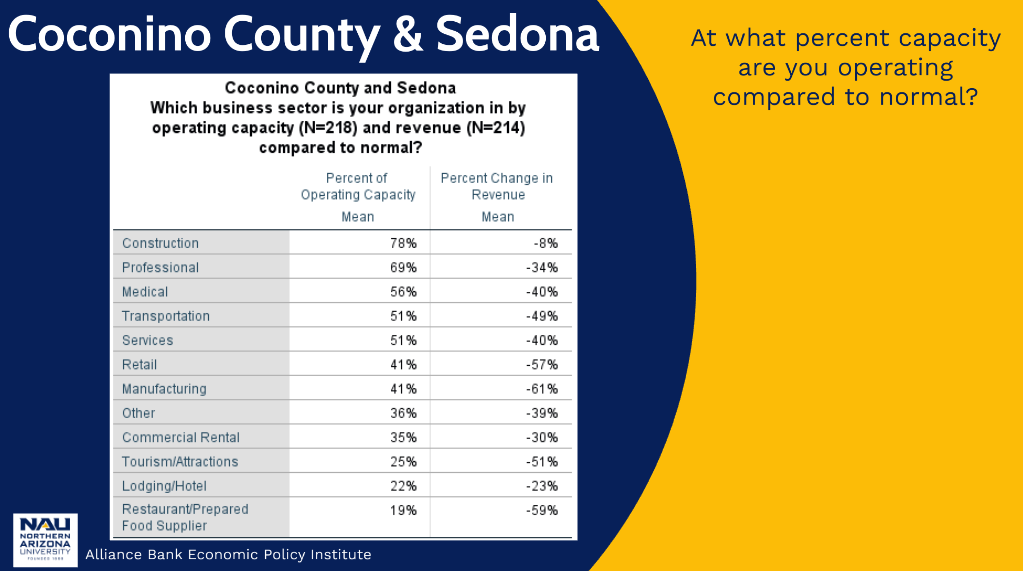 Coconino County & Sedona
At what percent capacity
are you operating
compared to normal?
Coconino County and Sedona
Which business sector is your organization in by
operating capacity (N=218) and revenue (N=214)
compared to normal?
Percent of Operating Capacity Percent Change in Revenue
Mean Mean
Construction 78% -8%
Professional 69% -34%
Medical 56% -40%
Transportation 51% -49%
Services 51% -40%
Retail 41% -57%
Manufacturing 41% -61%
Other 36% -39%
Commercial Rental 35% -30%
Tourism/Attractions 25% -51%
Lodging/Hotel 22% -23%
Restaurant/Prepared Food Supplier 19% -59%
NAU
NORTHERN
ARIZONA
UNIVERSITY
Alliance Bank Economic Policy Institute